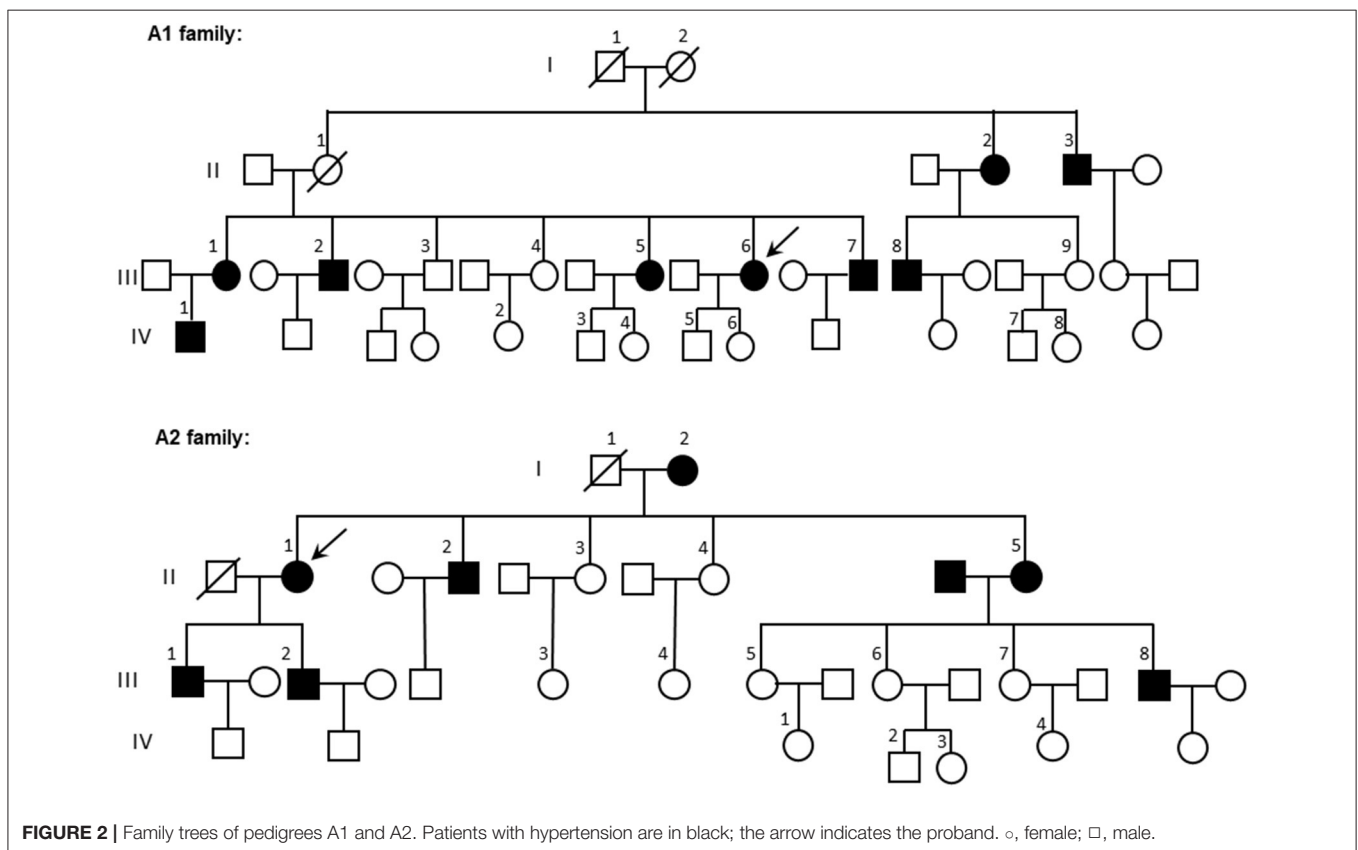 A1 family:
1 2
I
1 2 3
II
1 2 3 4 5 6 7 8 9
III
1 2 3 4 5 6 7 8
IV
A2 family:
1 2
I
1 2 3 4 5
II
1 2 3 4 5 6 7 8
III
1 2 3 4
IV
FIGURE 2 | Family trees of pedigrees A1 and A2. Patients with hypertension are in black; the arrow indicates the proband. ○, female; □, male.